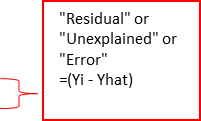 "Residual" or
"Unexplained" or
"Error"
=(Yi - Yhat)